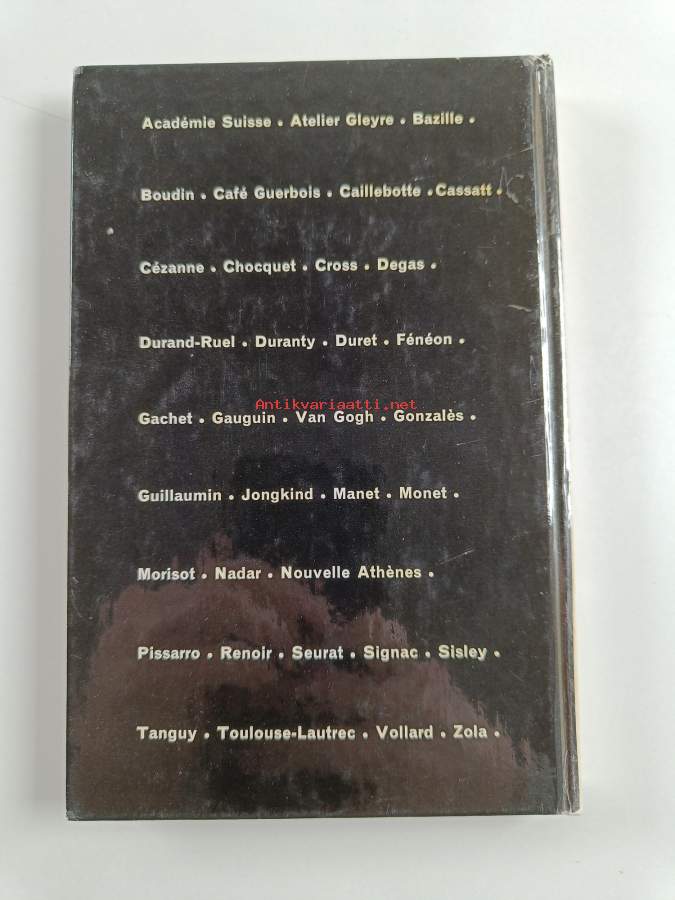 Académie Suisse • Atelier Gleyre • Bazille •
Boudin • Café Guerbois • Caillebotte • Cassatt •
Cézanne • Chocquet • Cross • Degas •
Durand-Ruel • Duranty • Duret • Fénéon •
Antikvariaatti.net
Gachet • Gauguin • Van Gogh • Gonzalès •
Guillaumin • Jongkind • Manet • Monet •
Morisot • Nadar • Nouvelle Athènes •
Pissarro • Renoir • Seurat • Signac • Sisley •
Tanguy • Toulouse-Lautrec • Vollard • Zola •